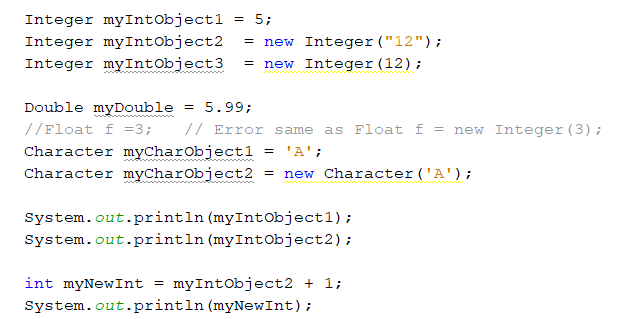 Integer myIntObject1 = 5;
Integer myIntObject2  = new Integer("12");
Integer myIntObject3  = new Integer(12);
Double myDouble = 5.99;
//Float f =3;   // Error same as Float f = new Integer(3);
Character myCharObject1 = 'A';
Character myCharObject2 = new Character('A');
System.out.println(myIntObject1);
System.out.println(myIntObject2);
int myNewInt = myIntObject2 + 1;
System.out.println(myNewInt);